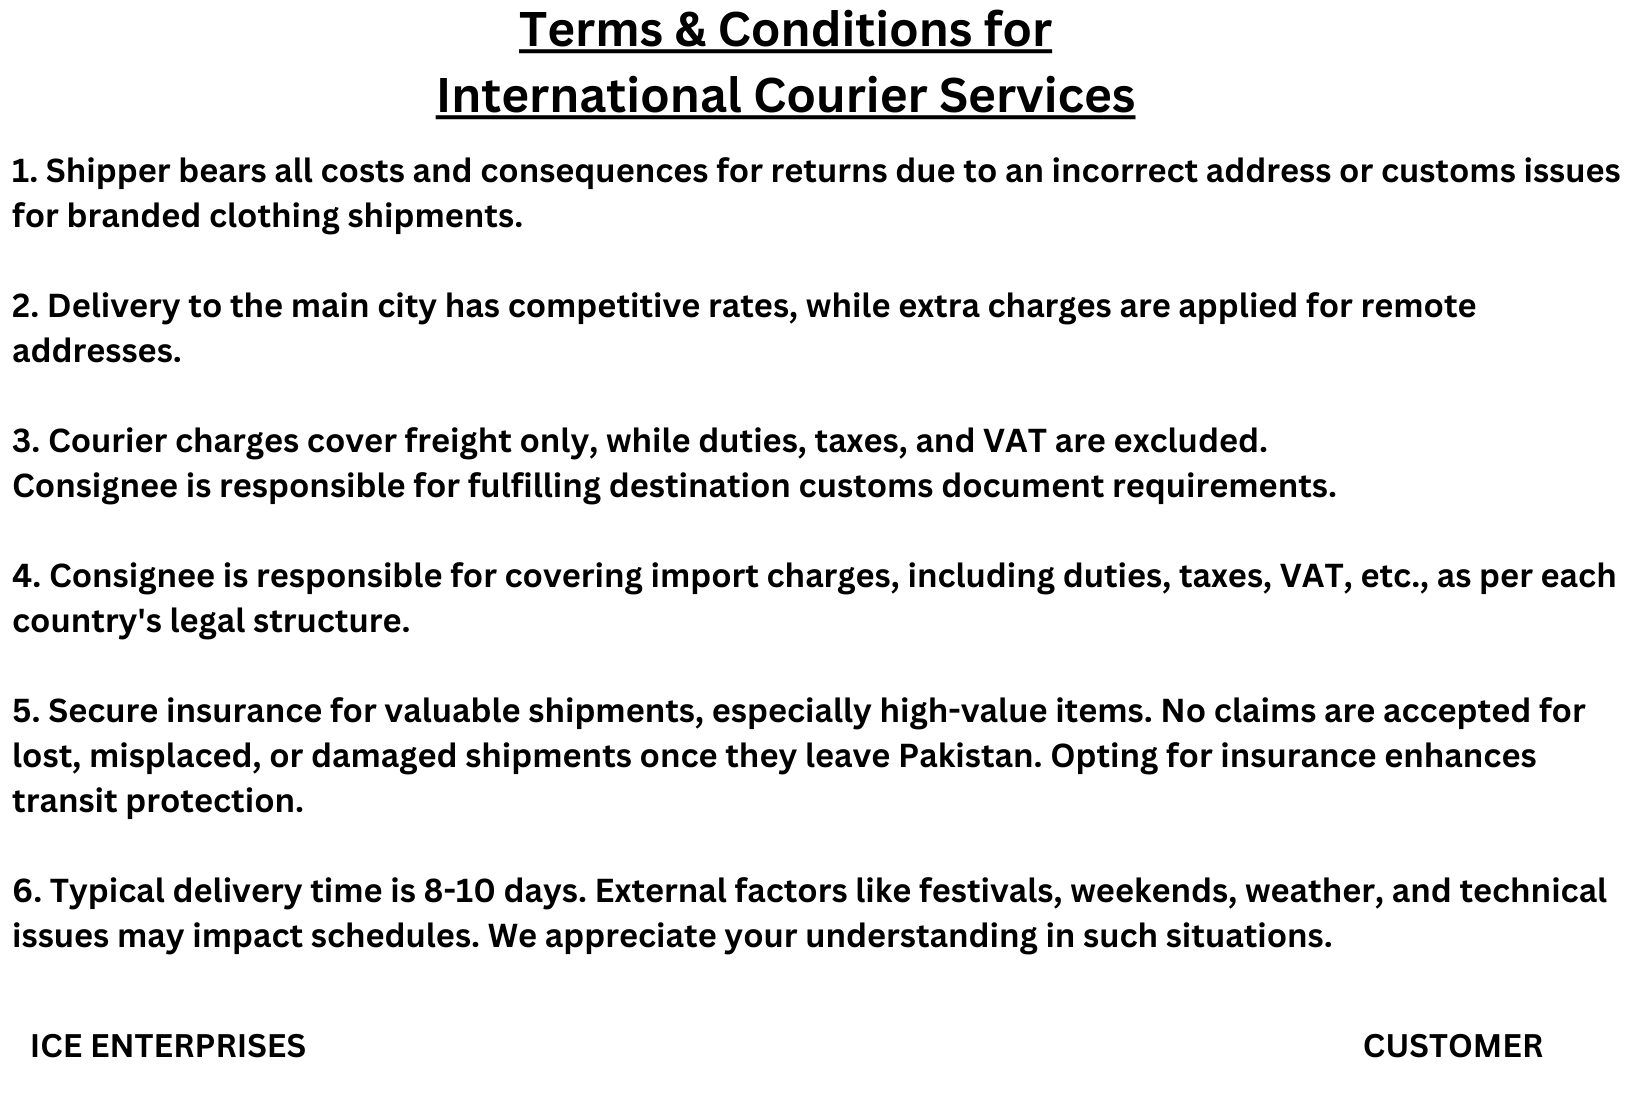 Terms & Conditions for
International Courier Services
1. Shipper bears all costs and consequences for returns due to an incorrect address or customs issues
for branded clothing shipments.
2. Delivery to the main city has competitive rates, while extra charges are applied for remote
addresses.
3. Courier charges cover freight only, while duties, taxes, and VAT are excluded.
Consignee is responsible for fulfilling destination customs document requirements.
4. Consignee is responsible for covering import charges, including duties, taxes, VAT, etc., as per each
country's legal structure.
5. Secure insurance for valuable shipments, especially high-value items. No claims are accepted for
lost, misplaced, or damaged shipments once they leave Pakistan. Opting for insurance enhances
transit protection.
6. Typical delivery time is 8-10 days. External factors like festivals, weekends, weather, and technical
issues may impact schedules. We appreciate your understanding in such situations.
ICE ENTERPRISES
CUSTOMER